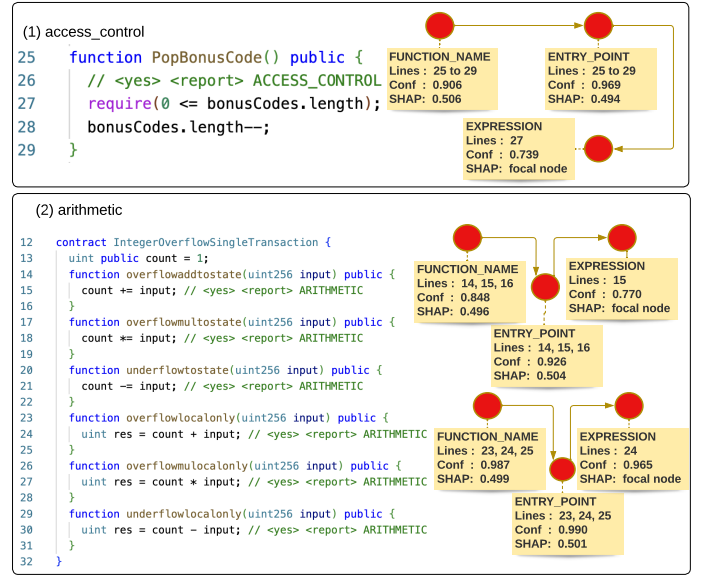 (1) access_control
25 function PopBonusCode() public {
26 // <yes> <report> ACCESS_CONTROL
27 require(0 <= bonusCodes.length);
28 bonusCodes.length--;
29 }
FUNCTION_NAME
Lines : 25 to 29
Conf : 0.906
SHAP: 0.506
ENTRY_POINT
Lines : 25 to 29
Conf : 0.969
SHAP: 0.494
EXPRESSION
Lines : 27
Conf : 0.739
SHAP: focal node
(2) arithmetic
12 contract IntegerOverflowSingleTransaction {
13 uint public count = 1;
14 function overflowaddtostate(uint256 input) public {
15 count += input; // <yes> <report> ARITHMETIC
16 }
17 function overflowmultostate(uint256 input) public {
18 count *= input; // <yes> <report> ARITHMETIC
19 }
20 function underflowtostate(uint256 input) public {
21 count -= input; // <yes> <report> ARITHMETIC
22 }
23 function overflowlocalonly(uint256 input) public {
24 uint res = count + input; // <yes> <report> ARITHMETIC
25 }
26 function overflowmulocalonly(uint256 input) public {
27 uint res = count * input; // <yes> <report> ARITHMETIC
28 }
29 function underflowlocalonly(uint256 input) public {
30 uint res = count - input; // <yes> <report> ARITHMETIC
31 }
32 }
FUNCTION_NAME
Lines : 14, 15, 16
Conf : 0.848
SHAP: 0.496
EXPRESSION
Lines : 15
Conf : 0.770
SHAP: focal node
ENTRY_POINT
Lines : 14, 15, 16
Conf : 0.926
SHAP: 0.504
FUNCTION_NAME
Lines : 23, 24, 25
Conf : 0.987
SHAP: 0.499
EXPRESSION
Lines : 24
Conf : 0.965
SHAP: focal node
ENTRY_POINT
Lines : 23, 24, 25
Conf : 0.990
SHAP: 0.501